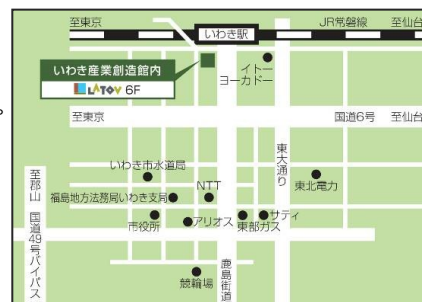 至東京
JR常磐線
至仙台
いわき駅
いわき産業創造館内
LATOV 6F
イトー
ヨーカドー
至東京
国道6号
至仙台
東大通り
いわき市水道局
東北電力
至郡山 国道49号バイパス
福島地方法務局いわき支局
NTT
市役所
アリオス
東部ガス
サティ
鹿島街道
競輪場